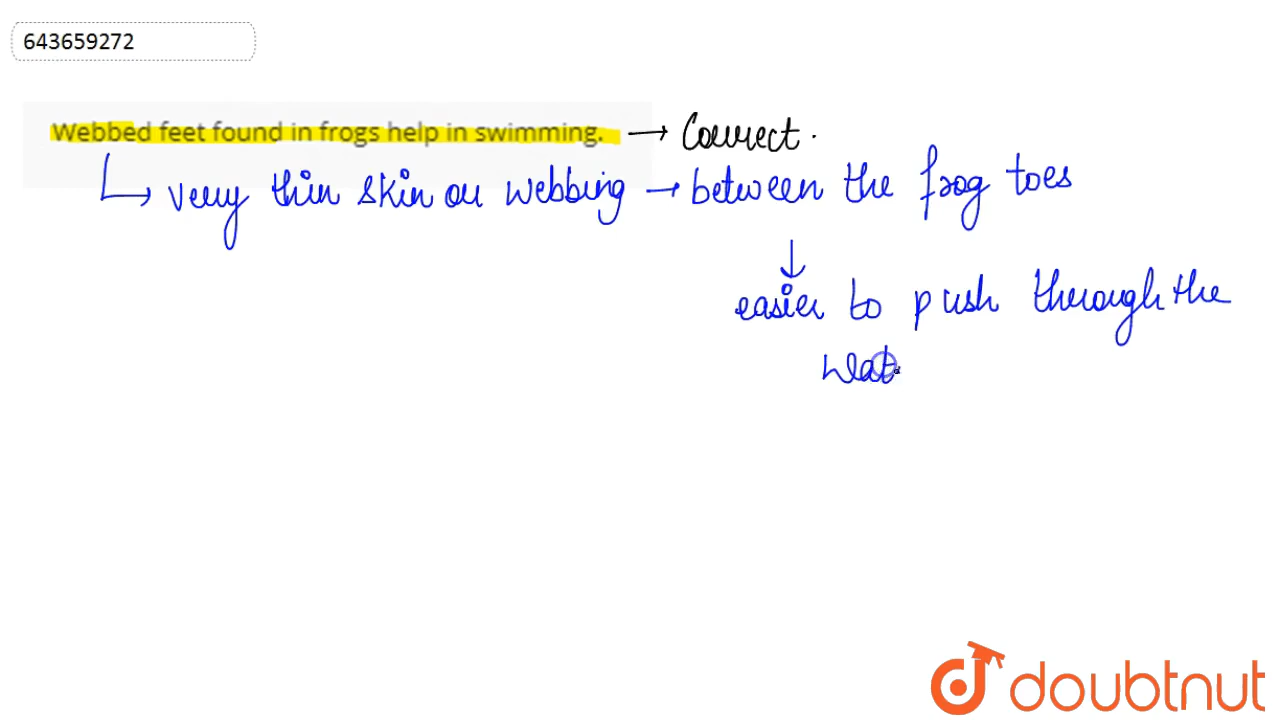 643659272
Webbed feet found in frogs help in swimming. → Correct.
↳ very thin skin or webbing → between the frog toes
↓
easier to push through the
wat
doubtnut